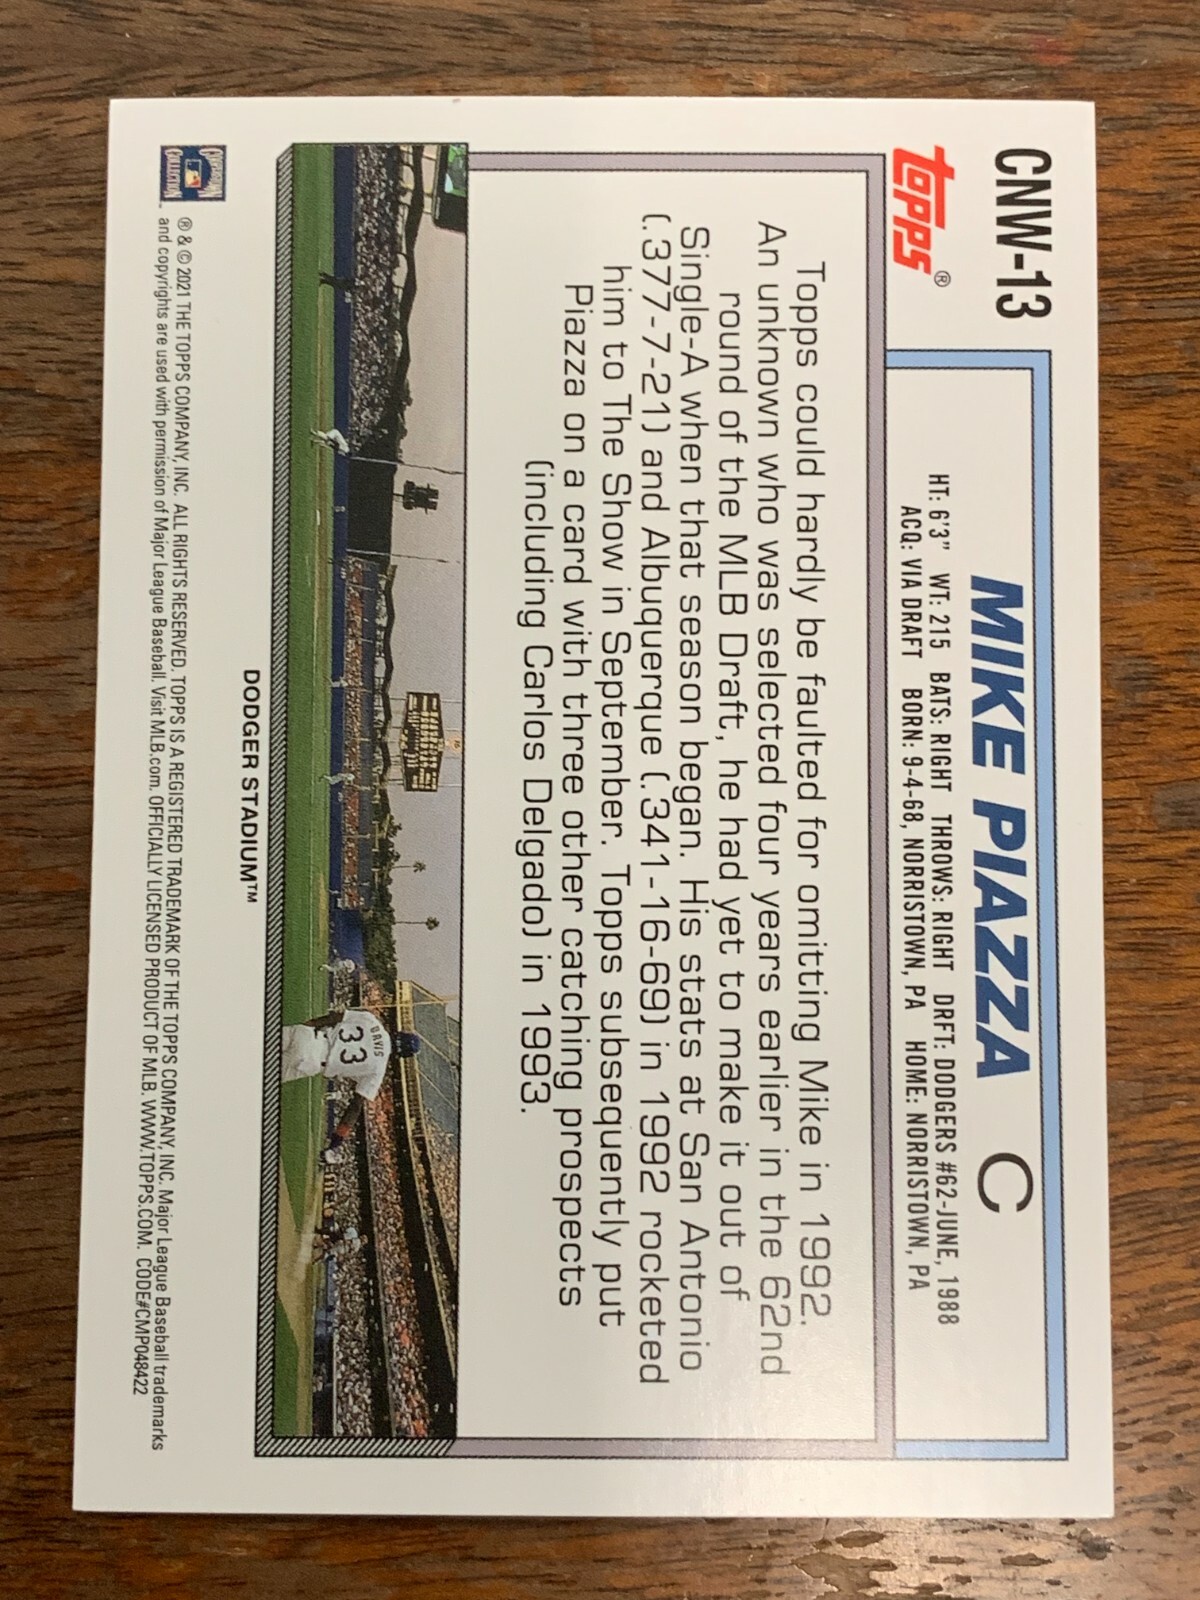 CNW-13
Topps®
MIKE PIAZZA C
HT: 6'3" WT: 215 BATS: RIGHT THROWS: RIGHT DRFT: DODGERS #62-JUNE, 1988
ACQ: VIA DRAFT BORN: 9-4-68, NORRISTOWN, PA HOME: NORRISTOWN, PA
Topps could hardly be faulted for omitting Mike in 1992.
An unknown who was selected four years earlier in the 62nd
round of the MLB Draft, he had yet to make it out of
Single-A when that season began. His stats at San Antonio
(.377-7-21) and Albuquerque (.341-16-69) in 1992 rocketed
him to The Show in September. Topps subsequently put
Piazza on a card with three other catching prospects
(including Carlos Delgado) in 1993.
DAVIS
33
DODGER STADIUM™
COOPERSTOWN
COLLECTION
® & © 2021 THE TOPPS COMPANY, INC. ALL RIGHTS RESERVED. TOPPS IS A REGISTERED TRADEMARK OF THE TOPPS COMPANY, INC. Major League Baseball trademarks
and copyrights are used with permission of Major League Baseball. Visit MLB.com. OFFICIALLY LICENSED PRODUCT OF MLB. WWW.TOPPS.COM. CODE#CMP048422